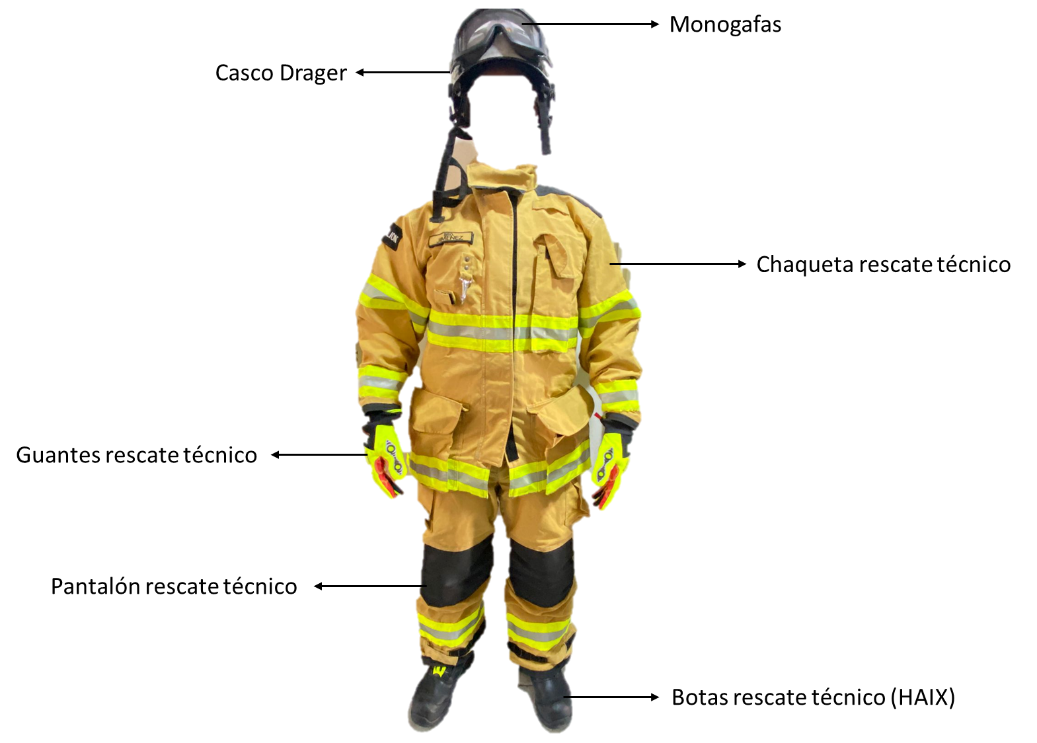 Monogafas
Casco Drager
Chaqueta rescate técnico
Guantes rescate técnico
Pantalón rescate técnico
Botas rescate técnico (HAIX)